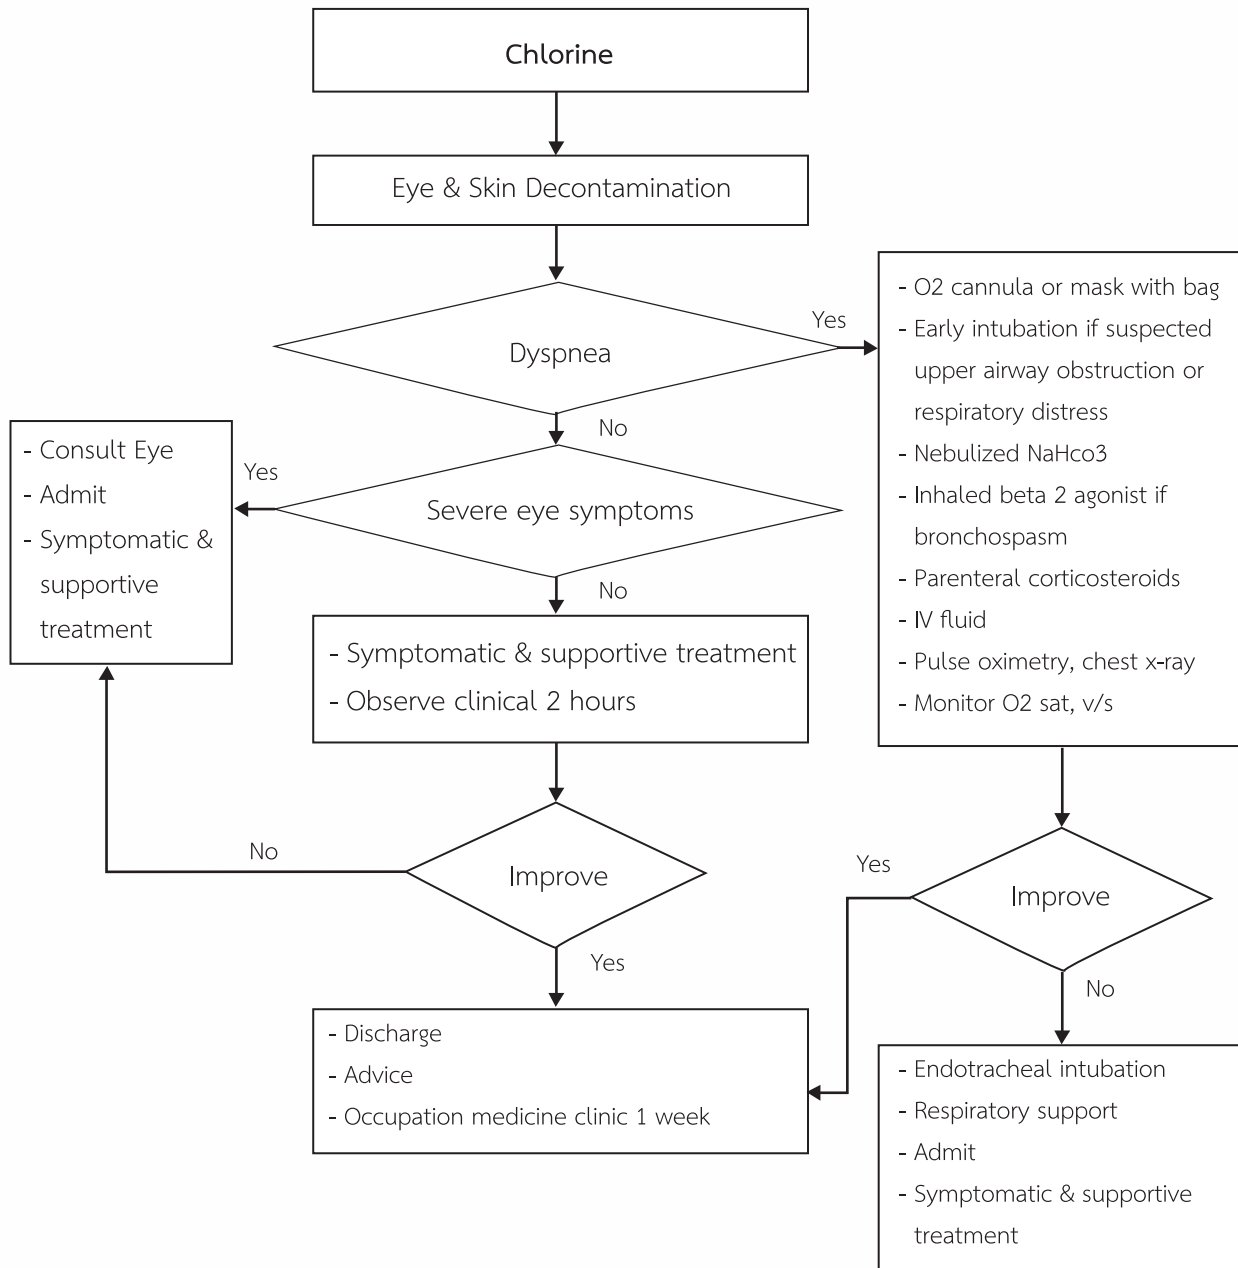 Chlorine
Eye & Skin Decontamination
Dyspnea
Yes
No
- O2 cannula or mask with bag
- Early intubation if suspected
upper airway obstruction or
respiratory distress
- Nebulized NaHco3
- Inhaled beta 2 agonist if
bronchospasm
- Parenteral corticosteroids
- IV fluid
- Pulse oximetry, chest x-ray
- Monitor O2 sat, v/s
Severe eye symptoms
Yes
No
- Consult Eye
- Admit
- Symptomatic &
supportive
treatment
- Symptomatic & supportive treatment
- Observe clinical 2 hours
Improve
No
Yes
Improve
Yes
No
- Discharge
- Advice
- Occupation medicine clinic 1 week
- Endotracheal intubation
- Respiratory support
- Admit
- Symptomatic & supportive
treatment